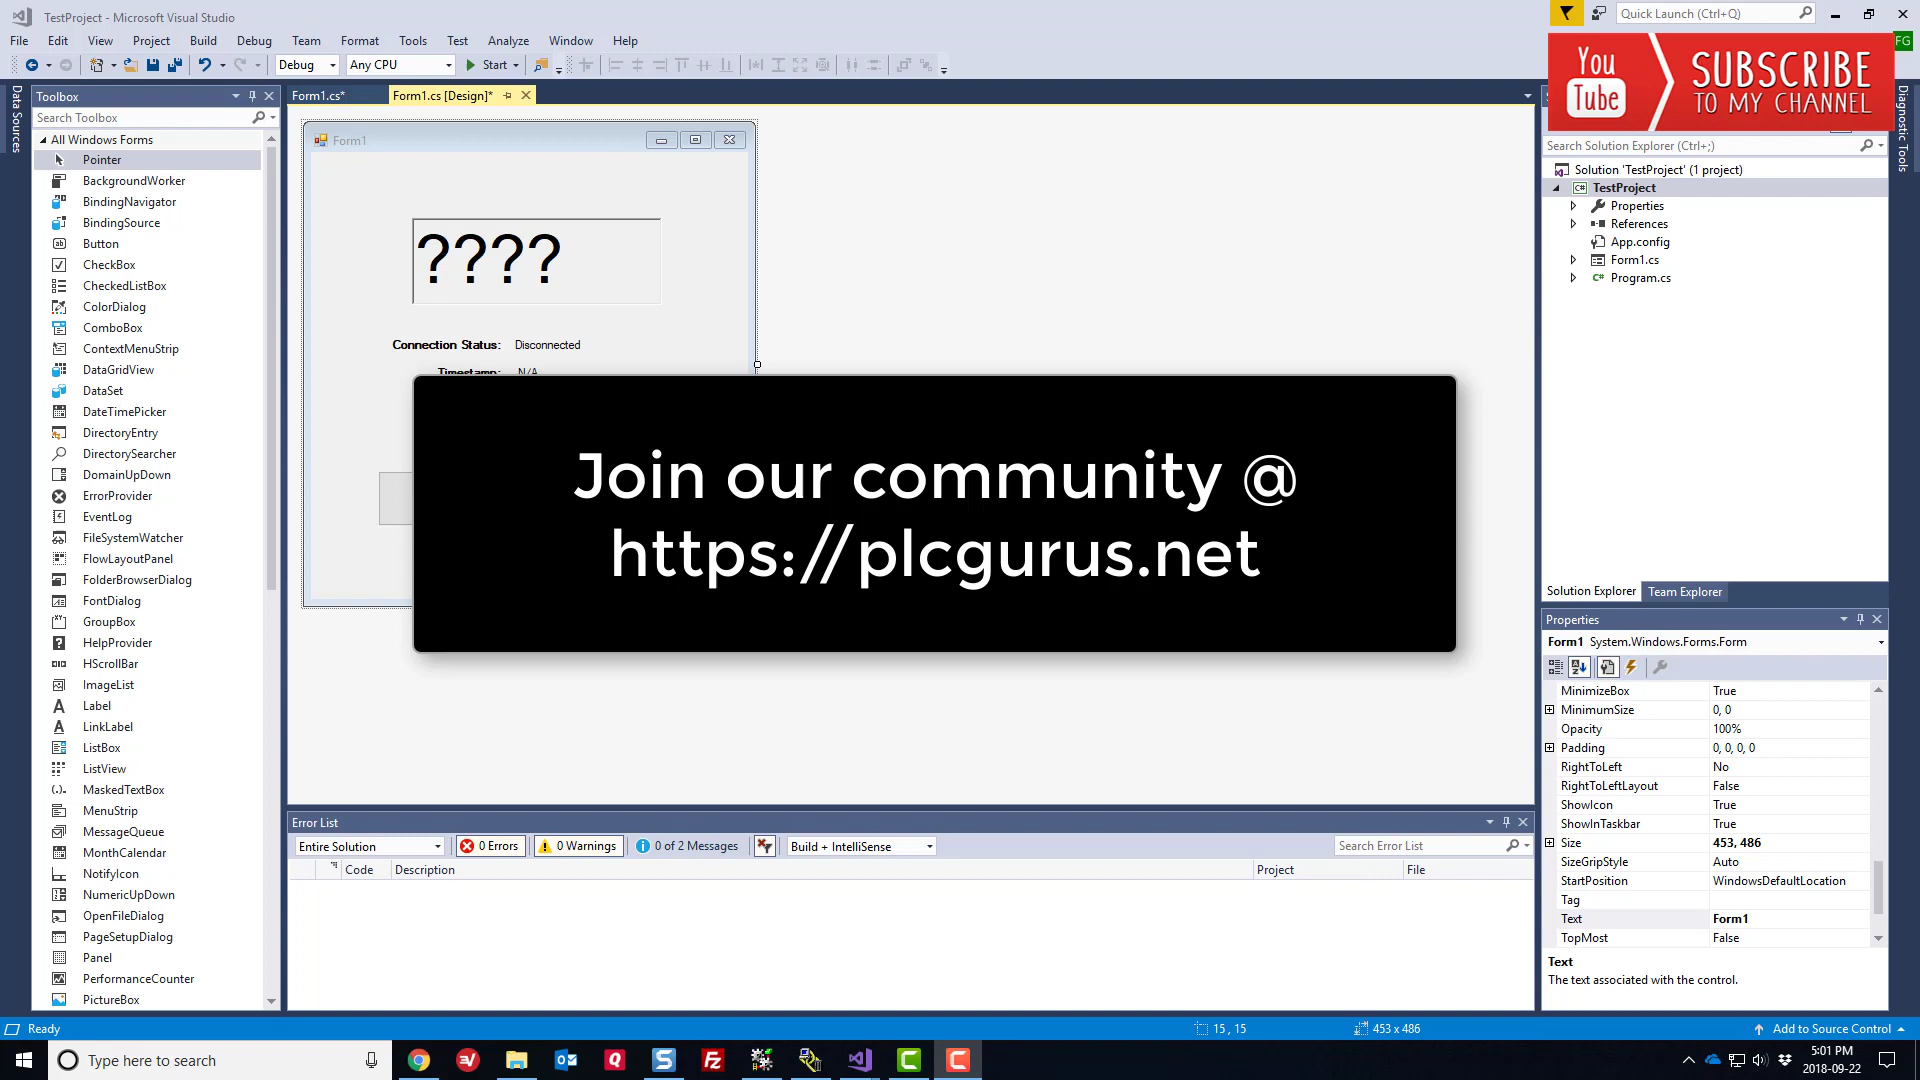 TestProject - Microsoft Visual Studio
Quick Launch (Ctrl+Q)
File Edit View Project Build Debug Team Format Tools Test Analyze Window Help
FG
Debug Any CPU Start
You
Tube
SUBSCRIBE
TO MY CHANNEL
Data Sources
Diagnostic Tools
Toolbox
Search Toolbox
All Windows Forms
Pointer
BackgroundWorker
BindingNavigator
BindingSource
Button
CheckBox
CheckedListBox
ColorDialog
ComboBox
ContextMenuStrip
DataGridView
DataSet
DateTimePicker
DirectoryEntry
DirectorySearcher
DomainUpDown
ErrorProvider
EventLog
FileSystemWatcher
FlowLayoutPanel
FolderBrowserDialog
FontDialog
GroupBox
HelpProvider
HScrollBar
ImageList
Label
LinkLabel
ListBox
ListView
MaskedTextBox
MenuStrip
MessageQueue
MonthCalendar
NotifyIcon
NumericUpDown
OpenFileDialog
PageSetupDialog
Panel
PerformanceCounter
PictureBox
Form1.cs* Form1.cs [Design]*
Form1
????
Connection Status: Disconnected
Timestamp: N/A
Join our community @
https://plcgurus.net
Error List
Entire Solution 0 Errors 0 Warnings 0 of 2 Messages Build + IntelliSense Search Error List
Code Description Project File
Search Solution Explorer (Ctrl+;)
Solution 'TestProject' (1 project)
TestProject
Properties
References
App.config
Form1.cs
Program.cs
Solution Explorer Team Explorer
Properties
Form1 System.Windows.Forms.Form
MinimizeBox True
MinimumSize 0, 0
Opacity 100%
Padding 0, 0, 0, 0
RightToLeft No
RightToLeftLayout False
ShowIcon True
ShowInTaskbar True
Size 453, 486
SizeGripStyle Auto
StartPosition WindowsDefaultLocation
Tag
Text Form1
TopMost False
Text
The text associated with the control.
Ready 15 , 15 453 x 486 Add to Source Control
Type here to search
5:01 PM
2018-09-22